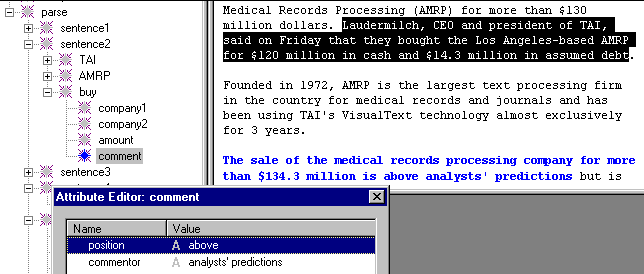 parse
sentence1
sentence2
TAI
AMRP
buy
company1
company2
amount
comment
sentence3
Medical Records Processing (AMRP) for more than $130
million dollars. Laudermilch, CEO and president of TAI,
said on Friday that they bought the Los Angeles-based AMRP
for $120 million in cash and $14.3 million in assumed debt.
Founded in 1972, AMRP is the largest text processing firm
in the country for medical records and journals and has
been using TAI's VisualText technology almost exclusively
for 3 years.
The sale of the medical records processing company for more
than $134.3 million is above analysts' predictions but is
Attribute Editor: comment
Name Value
position A above
commentor A analysts' predictions